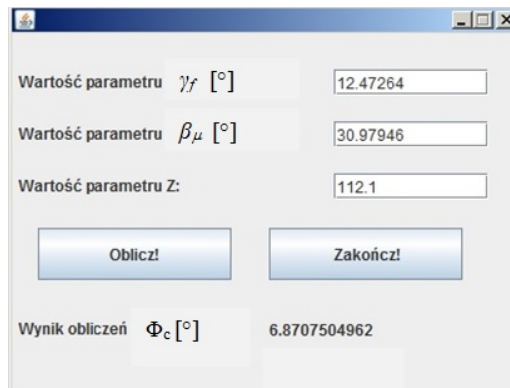 Wartość parametru γf [°] 12.47264
Wartość parametru βμ [°] 30.97946
Wartość parametru Z: 112.1
Oblicz! Zakończ!
Wynik obliczeń Φc [°] 6.8707504962